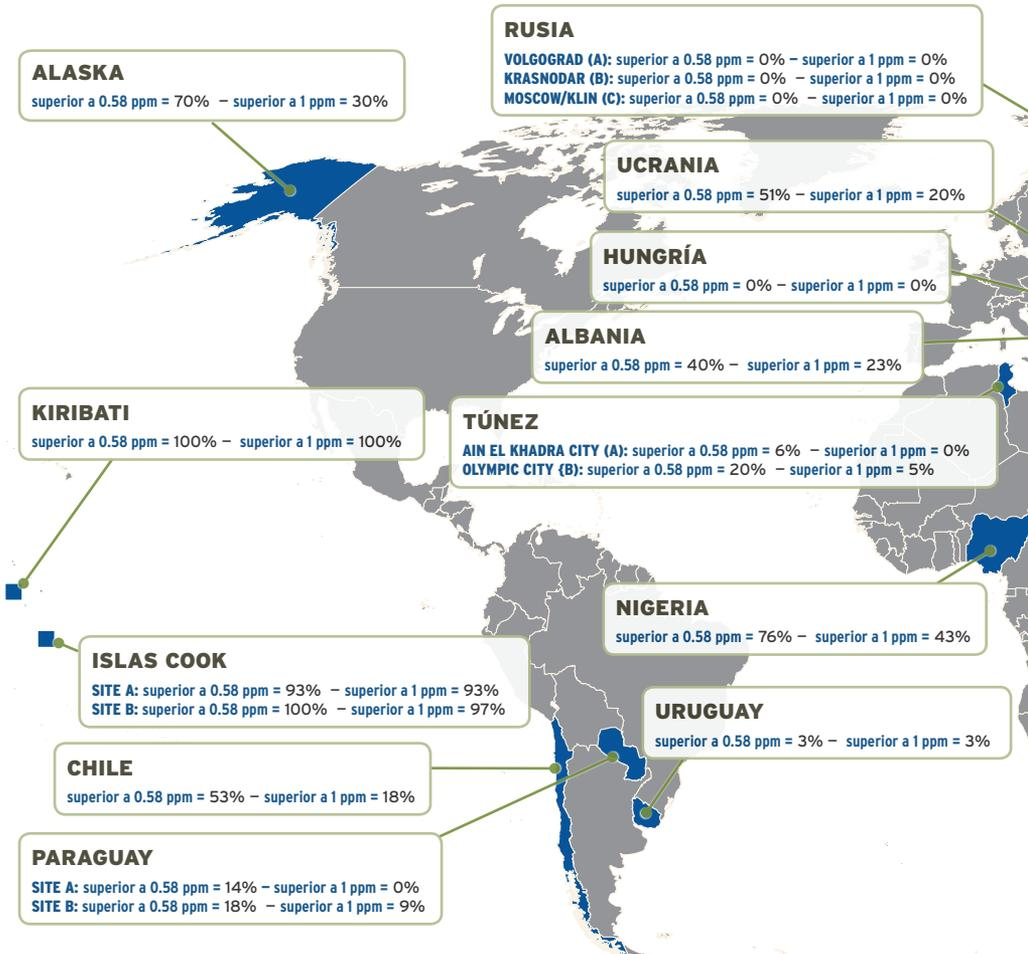 RUSIA
VOLGOGRAD (A): superior a 0.58 ppm = 0% – superior a 1 ppm = 0%
KRASNODAR (B): superior a 0.58 ppm = 0% – superior a 1 ppm = 0%
MOSCOW/KLIN (C): superior a 0.58 ppm = 0% – superior a 1 ppm = 0%
ALASKA
superior a 0.58 ppm = 70% – superior a 1 ppm = 30%
UCRANIA
superior a 0.58 ppm = 51% – superior a 1 ppm = 20%
HUNGRÍA
superior a 0.58 ppm = 0% – superior a 1 ppm = 0%
ALBANIA
superior a 0.58 ppm = 40% – superior a 1 ppm = 23%
KIRIBATI
superior a 0.58 ppm = 100% – superior a 1 ppm = 100%
TÚNEZ
AIN EL KHADRA CITY (A): superior a 0.58 ppm = 6% – superior a 1 ppm = 0%
OLYMPIC CITY (B): superior a 0.58 ppm = 20% – superior a 1 ppm = 5%
NIGERIA
superior a 0.58 ppm = 76% – superior a 1 ppm = 43%
ISLAS COOK
SITE A: superior a 0.58 ppm = 93% – superior a 1 ppm = 93%
SITE B: superior a 0.58 ppm = 100% – superior a 1 ppm = 97%
URUGUAY
superior a 0.58 ppm = 3% – superior a 1 ppm = 3%
CHILE
superior a 0.58 ppm = 53% – superior a 1 ppm = 18%
PARAGUAY
SITE A: superior a 0.58 ppm = 14% – superior a 1 ppm = 0%
SITE B: superior a 0.58 ppm = 18% – superior a 1 ppm = 9%